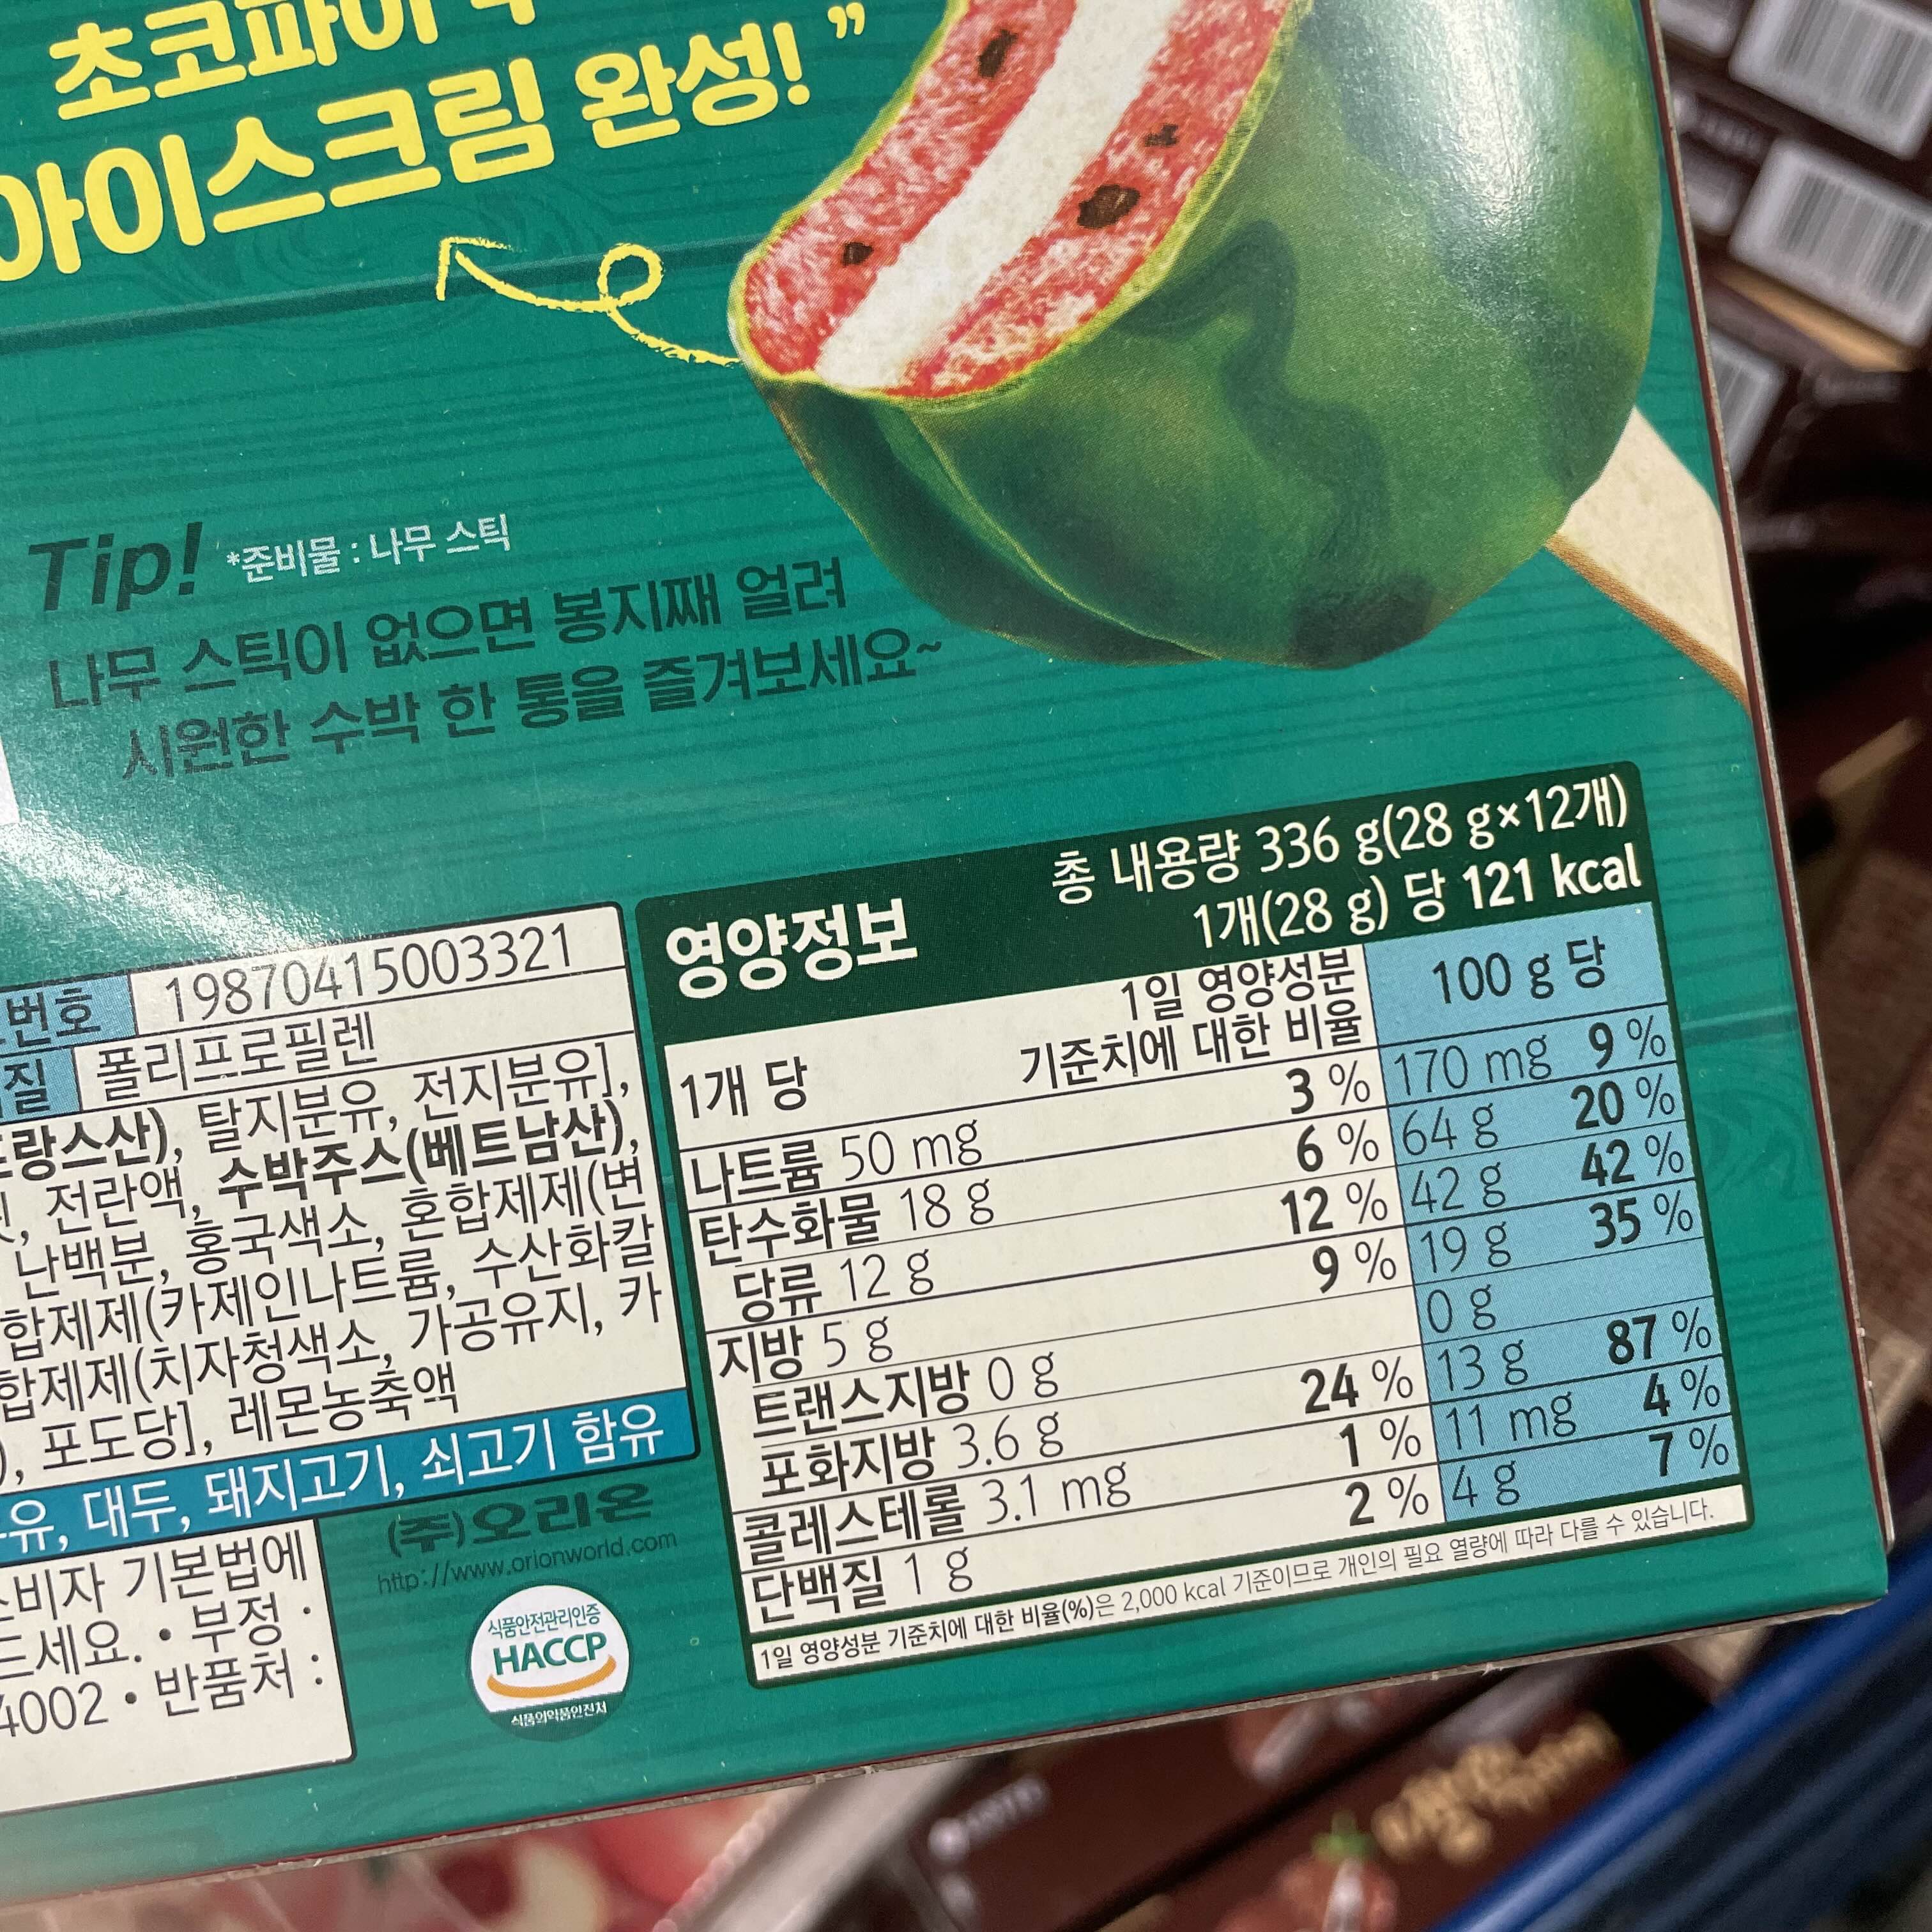 초코파이
아이스크림 완성!”
Tip! *준비물 : 나무 스틱
나무 스틱이 없으면 봉지째 얼려
시원한 수박 한 통을 즐겨보세요~
번호 19870415003321
질 폴리프로필렌
랑스산), 탈지분유, 전지분유],
전란액, 수박주스(베트남산),
난백분, 홍국색소, 혼합제제(변
합제제(카제인나트륨, 수산화칼
합제제(치자청색소, 가공유지, 카
), 포도당], 레몬농축액
유, 대두, 돼지고기, 쇠고기 함유
비자 기본법에
드세요. • 부정 ·
4002 • 반품처 :
(주)오리온
http://www.orionworld.com
식품안전관리인증
HACCP
식품의약품안전처
영양정보
총 내용량 336 g(28 g×12개)
1개(28 g) 당 121 kcal
1개 당 1일 영양성분 기준치에 대한 비율 100 g 당
나트륨 50 mg 3 % 170 mg 9 %
탄수화물 18 g 6 % 64 g 20 %
당류 12 g 12 % 42 g 42 %
지방 5 g 9 % 19 g 35 %
트랜스지방 0 g 0 g
포화지방 3.6 g 24 % 13 g 87 %
콜레스테롤 3.1 mg 1 % 11 mg 4 %
단백질 1 g 2 % 4 g 7 %
1일 영양성분 기준치에 대한 비율(%)은 2,000 kcal 기준이므로 개인의 필요 열량에 따라 다를 수 있습니다.